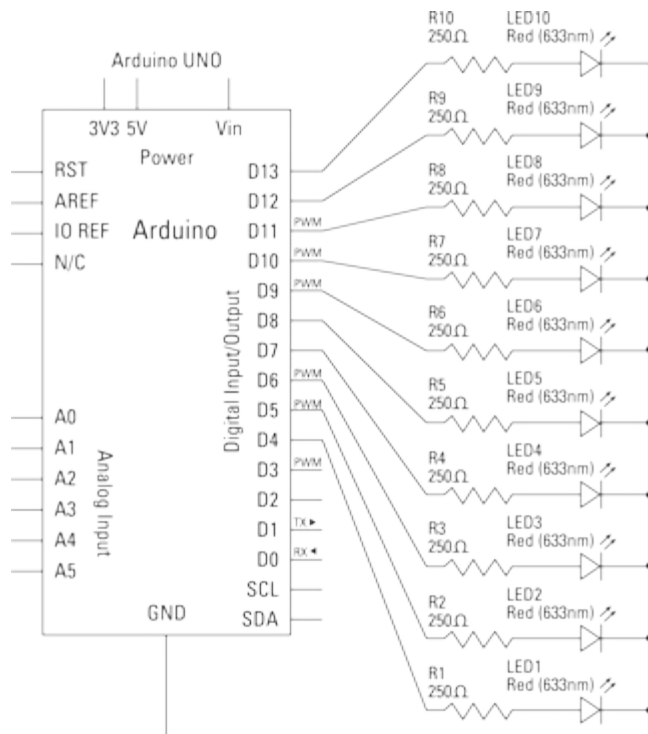 Arduino UNO
3V3 5V Vin
Power
Arduino
RST
AREF
IO REF
N/C
A0
A1
A2
A3
A4
A5
Analog Input
Digital Input/Output
D13
D12
D11 PWM
D10 PWM
D9 PWM
D8
D7
D6 PWM
D5 PWM
D4
D3 PWM
D2
D1 TX ►
D0 RX ◄
SCL
SDA
GND
R10 LED10
250Ω Red (633nm)
R9 LED9
250Ω Red (633nm)
R8 LED8
250Ω Red (633nm)
R7 LED7
250Ω Red (633nm)
R6 LED6
250Ω Red (633nm)
R5 LED5
250Ω Red (633nm)
R4 LED4
250Ω Red (633nm)
R3 LED3
250Ω Red (633nm)
R2 LED2
250Ω Red (633nm)
R1 LED1
250Ω Red (633nm)